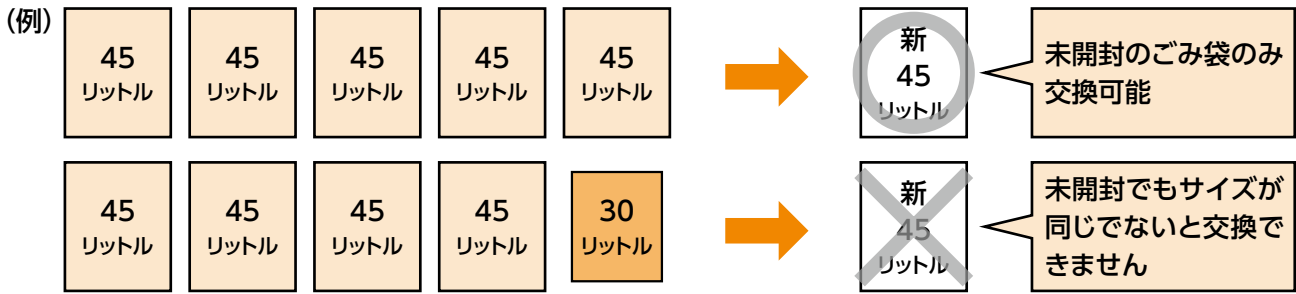 (例)
45 45 45 45 45
リットル リットル リットル リットル リットル
新
45
リットル
未開封のごみ袋のみ
交換可能
45 45 45 45 30
リットル リットル リットル リットル リットル
新
45
リットル
未開封でもサイズが
同じでないと交換で
きません